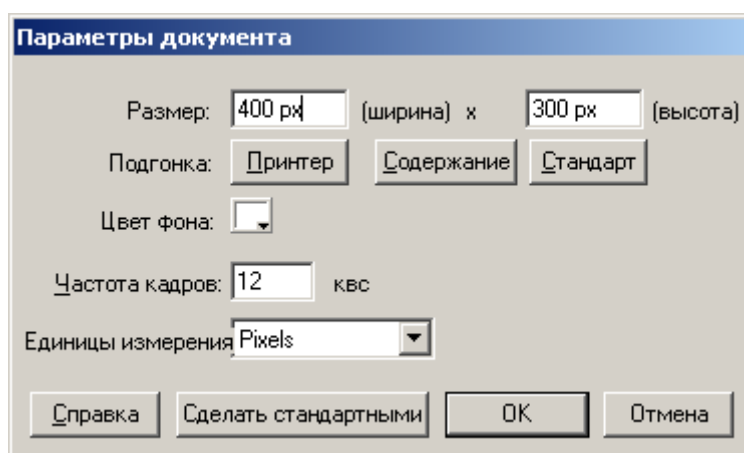 Параметры документа
Размер: 400 px (ширина) x 300 px (высота)
Подгонка: Принтер Содержание Стандарт
Цвет фона:
Частота кадров: 12 квс
Единицы измерения Pixels
Справка Сделать стандартными OK Отмена